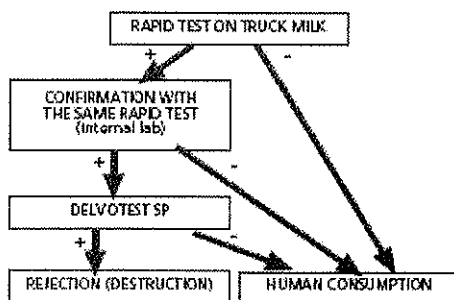 RAPID TEST ON TRUCK MILK
+
-
CONFIRMATION WITH
THE SAME RAPID TEST
(internal lab)
+
-
DELVOTEST SP
+
-
REJECTION (DESTRUCTION)
HUMAN CONSUMPTION